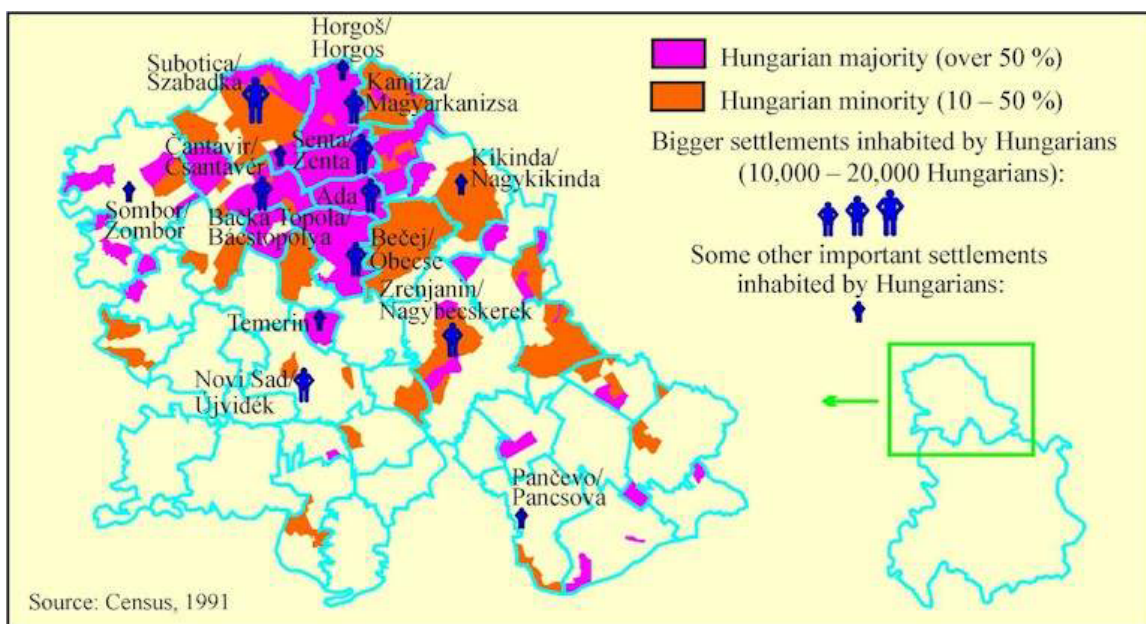 Horgoš/
Horgos
Subotica/
Szabadka
Kanjiža/
Magyarkanizsa
Čantavir/
Csantavér
Senta/
Zenta
Kikinda/
Nagykikinda
Sombor/
Zombor
Bačka Topola/
Bácstopolya
Ada
Bečej/
Óbecse
Zrenjanin/
Nagybecskerek
Temerin
Novi Sad/
Újvidék
Pančevo/
Pancsova
Hungarian majority (over 50 %)
Hungarian minority (10 – 50 %)
Bigger settlements inhabited by Hungarians
(10,000 – 20,000 Hungarians):
Some other important settlements
inhabited by Hungarians:
Source: Census, 1991